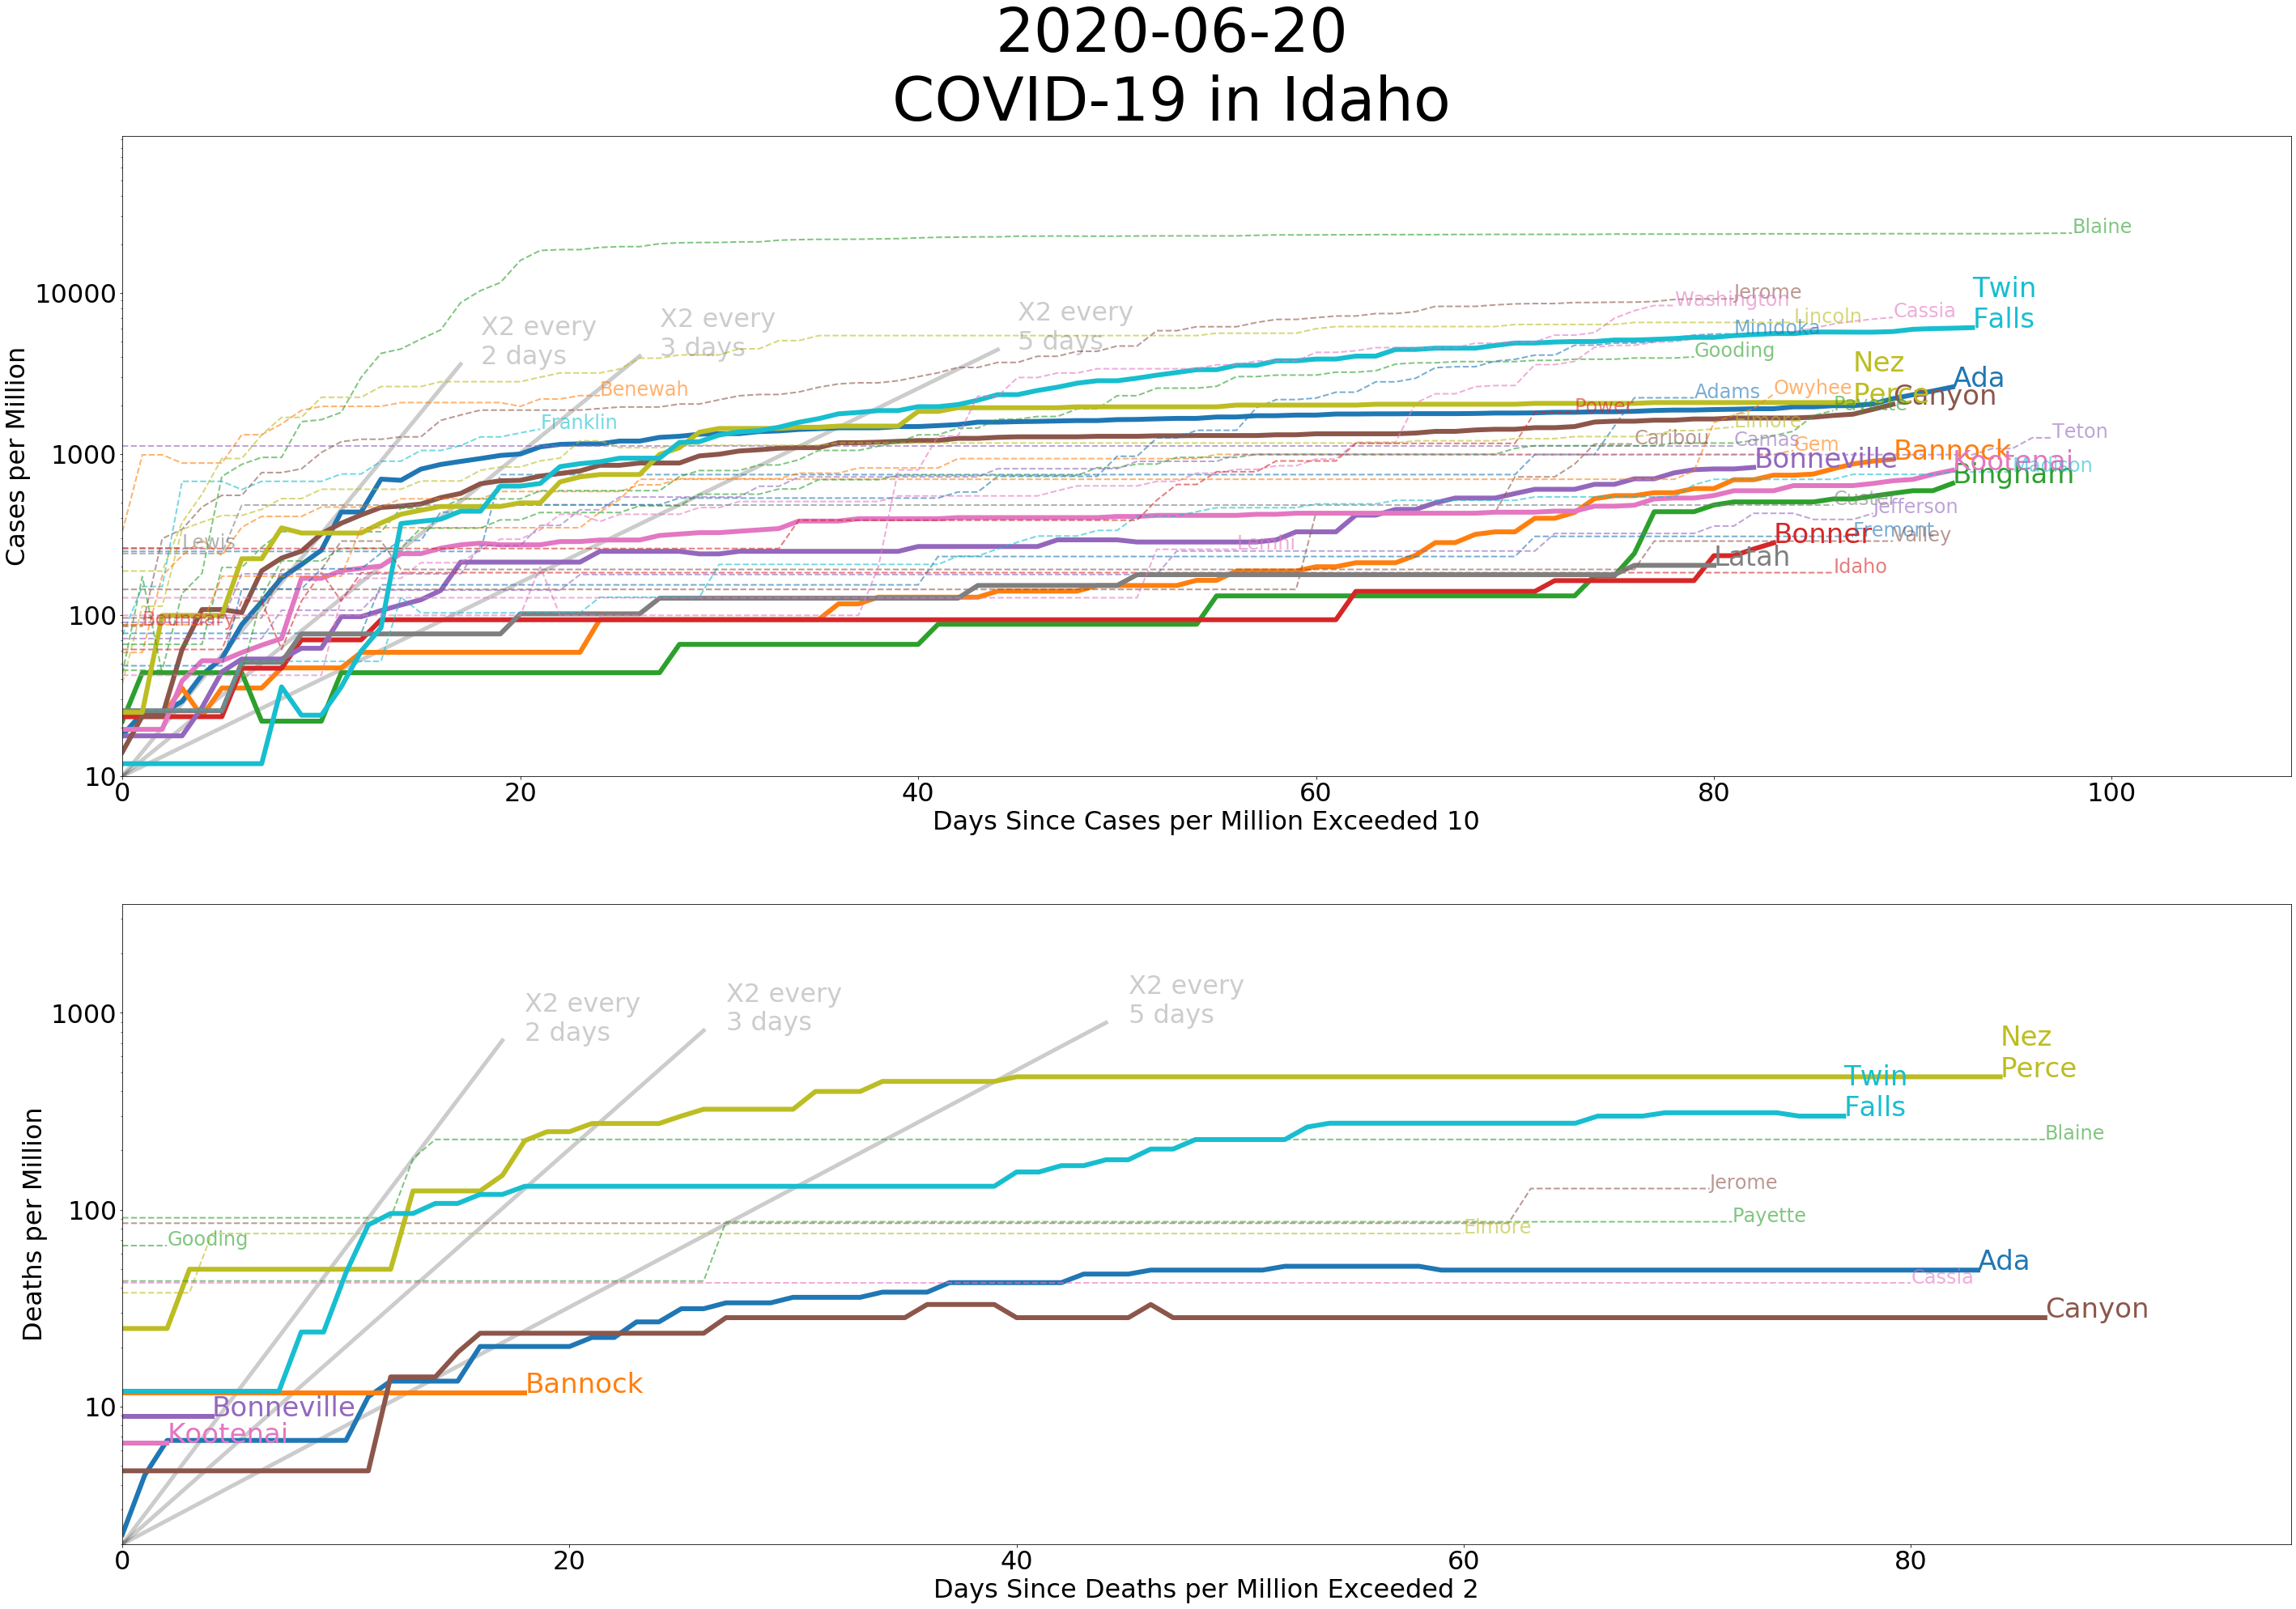 2020-06-20
COVID-19 in Idaho
Cases per Million
10000
1000
100
10
X2 every
2 days
X2 every
3 days
X2 every
5 days
Blaine
Twin
Falls
Jerome
Washington
Cassia
Lincoln
Minidoka
Gooding
Nez
Perce
Ada
Canyon
Benewah
Adams
Owyhee
Payette
Power
Franklin
Elmore
Caribou
Camas
Gem
Teton
Bannock
Bonneville
Kootenai
Madison
Bingham
Custer
Jefferson
Fremont
Valley
Bonner
Latah
Idaho
Lewis
Lemhi
Boundary
0
20
40
60
80
100
Days Since Cases per Million Exceeded 10
Deaths per Million
1000
100
10
X2 every
2 days
X2 every
3 days
X2 every
5 days
Nez
Perce
Twin
Falls
Blaine
Jerome
Payette
Elmore
Gooding
Ada
Cassia
Canyon
Bannock
Bonneville
Kootenai
0
20
40
60
80
Days Since Deaths per Million Exceeded 2